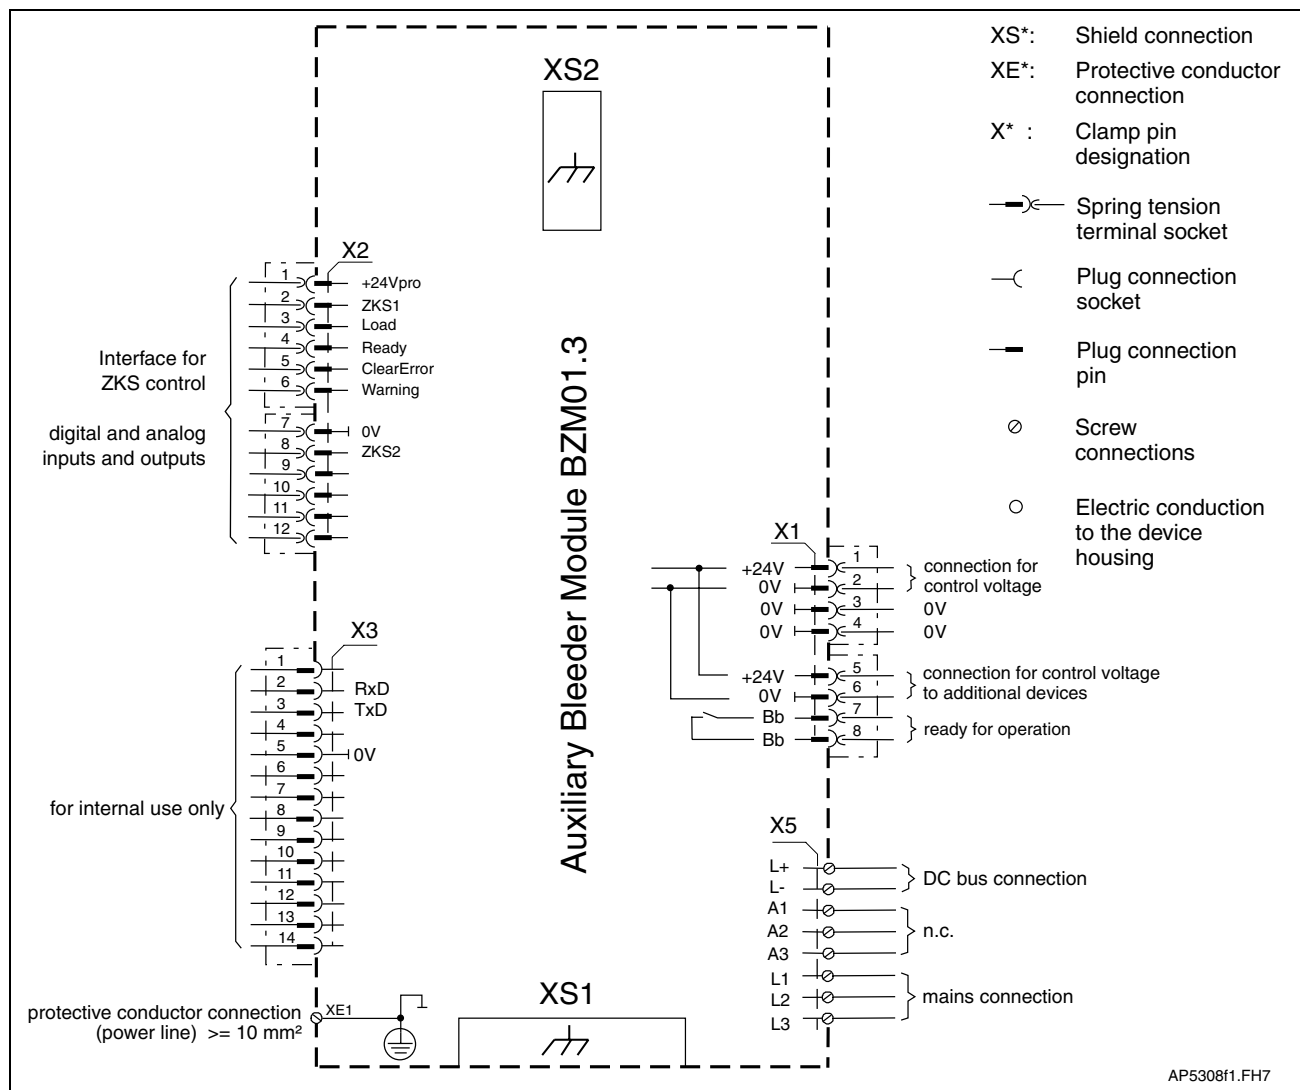 XS2
XS*: Shield connection
XE*: Protective conductor
connection
X* : Clamp pin
designation
Spring tension
terminal socket
Plug connection
socket
Plug connection
pin
Screw
connections
Electric conduction
to the device
housing
X2
1 +24Vpro
2 ZKS1
3 Load
4 Ready
5 ClearError
6 Warning
7 0V
8 ZKS2
9
10
11
12
Interface for
ZKS control
digital and analog
inputs and outputs
Auxiliary Bleeder Module BZM01.3
X1
+24V 1
0V 2
0V 3 0V
0V 4 0V
connection for
control voltage
+24V 5
0V 6
Bb 7
Bb 8
connection for control voltage
to additional devices
ready for operation
X3
1
2 RxD
3 TxD
4
5 0V
6
7
8
9
10
11
12
13
14
for internal use only
X5
L+
L-
DC bus connection
A1
A2
A3
n.c.
L1
L2
L3
mains connection
XS1
protective conductor connection
(power line) >= 10 mm²
XE1
AP5308f1.FH7